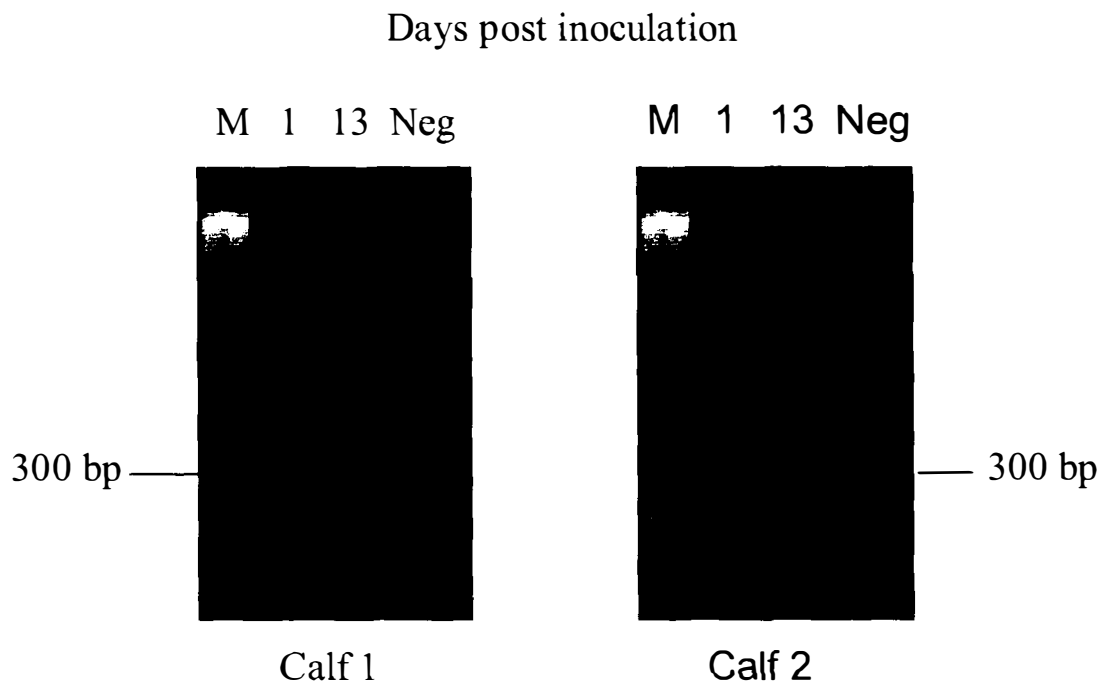 Days post inoculation
M 1 13 Neg
M 1 13 Neg
300 bp
300 bp
Calf 1
Calf 2